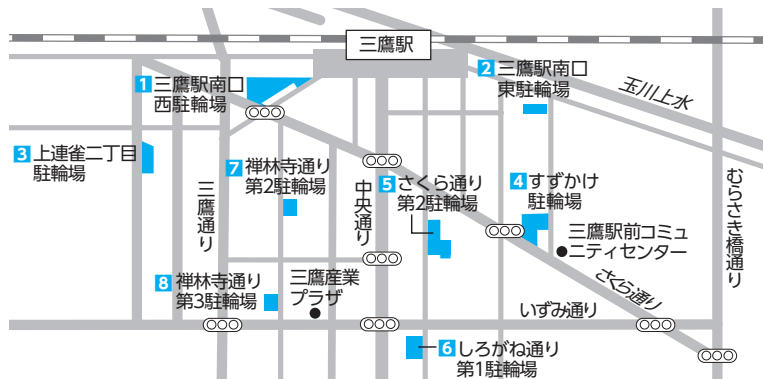 三鷹駅
1 三鷹駅南口
西駐輪場
2 三鷹駅南口
東駐輪場
玉川上水
3 上連雀二丁目
駐輪場
7 禅林寺通り
第2駐輪場
5 さくら通り
第2駐輪場
4 すずかけ
駐輪場
三鷹通り
中央通り
むらさき橋通り
三鷹駅前コミュ
ニティセンター
8 禅林寺通り
第3駐輪場
三鷹産業
プラザ
さくら通り
いずみ通り
6 しろがね通り
第1駐輪場